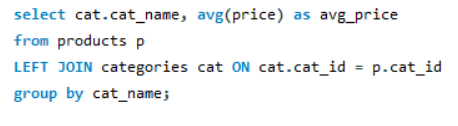 select cat.cat_name, avg(price) as avg_price
from products p
LEFT JOIN categories cat ON cat.cat_id = p.cat_id
group by cat_name;